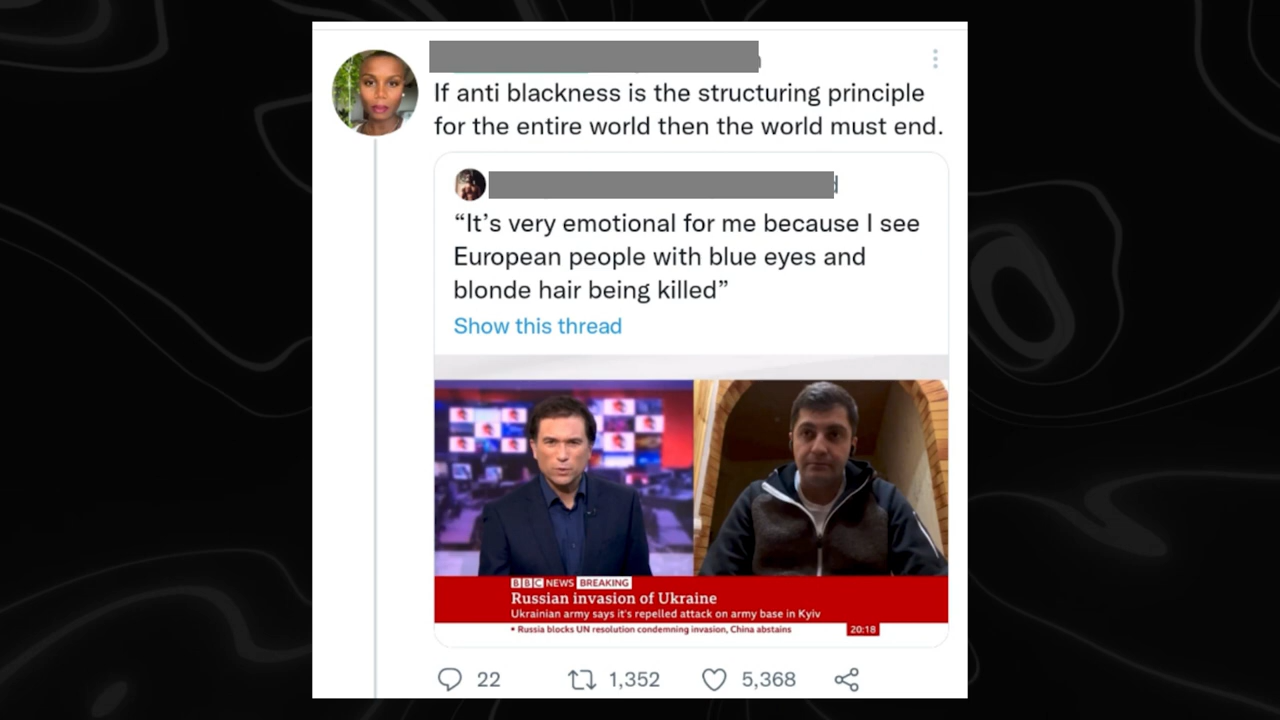 If anti blackness is the structuring principle
for the entire world then the world must end.
“It’s very emotional for me because I see
European people with blue eyes and
blonde hair being killed”
Show this thread
BBC NEWS BREAKING
Russian invasion of Ukraine
Ukrainian army says it's repelled attack on army base in Kyiv
• Russia blocks UN resolution condemning invasion, China abstains 20:18
22 1,352 5,368